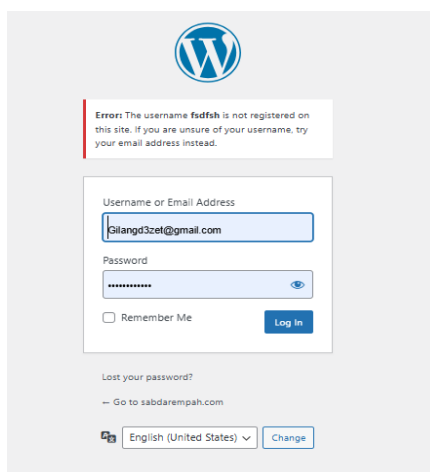 Error: The username fsdfsh is not registered on
this site. If you are unsure of your username, try
your email address instead.
Username or Email Address
Gilangd3zet@gmail.com
Password
••••••••••••
Remember Me
Log In
Lost your password?
← Go to sabdarempah.com
English (United States)
Change